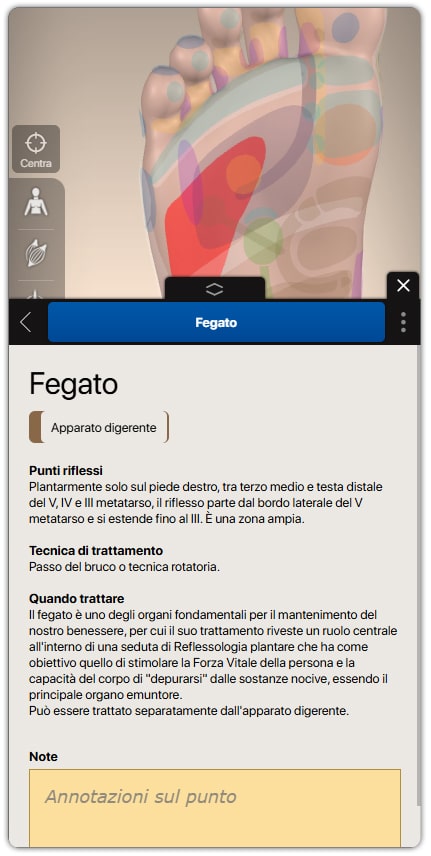 Centra
Fegato
Fegato
Apparato digerente
Punti riflessi
Plantarmente solo sul piede destro, tra terzo medio e testa distale
del V, IV e III metatarso, il riflesso parte dal bordo laterale del V
metatarso e si estende fino al III. È una zona ampia.
Tecnica di trattamento
Passo del bruco o tecnica rotatoria.
Quando trattare
Il fegato è uno degli organi fondamentali per il mantenimento del
nostro benessere, per cui il suo trattamento riveste un ruolo centrale
all'interno di una seduta di Reflessologia plantare che ha come
obiettivo quello di stimolare la Forza Vitale della persona e la
capacità del corpo di "depurarsi" dalle sostanze nocive, essendo il
principale organo emuntore.
Può essere trattato separatamente dall'apparato digerente.
Note
Annotazioni sul punto